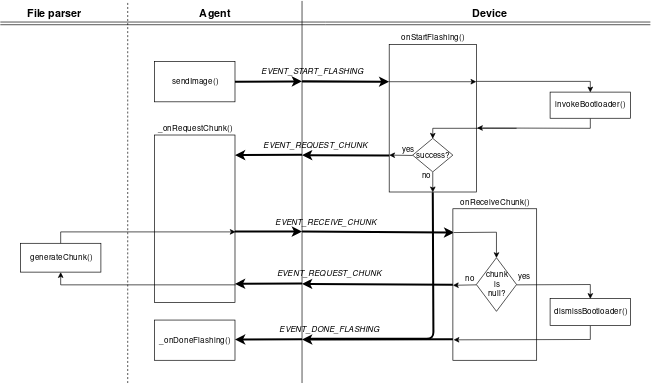 File parser
Agent
Device
onStartFlashing()
sendImage()
EVENT_START_FLASHING
invokeBootloader()
_onRequestChunk()
EVENT_REQUEST_CHUNK
yes
success?
no
onReceiveChunk()
EVENT_RECEIVE_CHUNK
generateChunk()
EVENT_REQUEST_CHUNK
no
chunk
is
null?
yes
dismissBootloader()
_onDoneFlashing()
EVENT_DONE_FLASHING